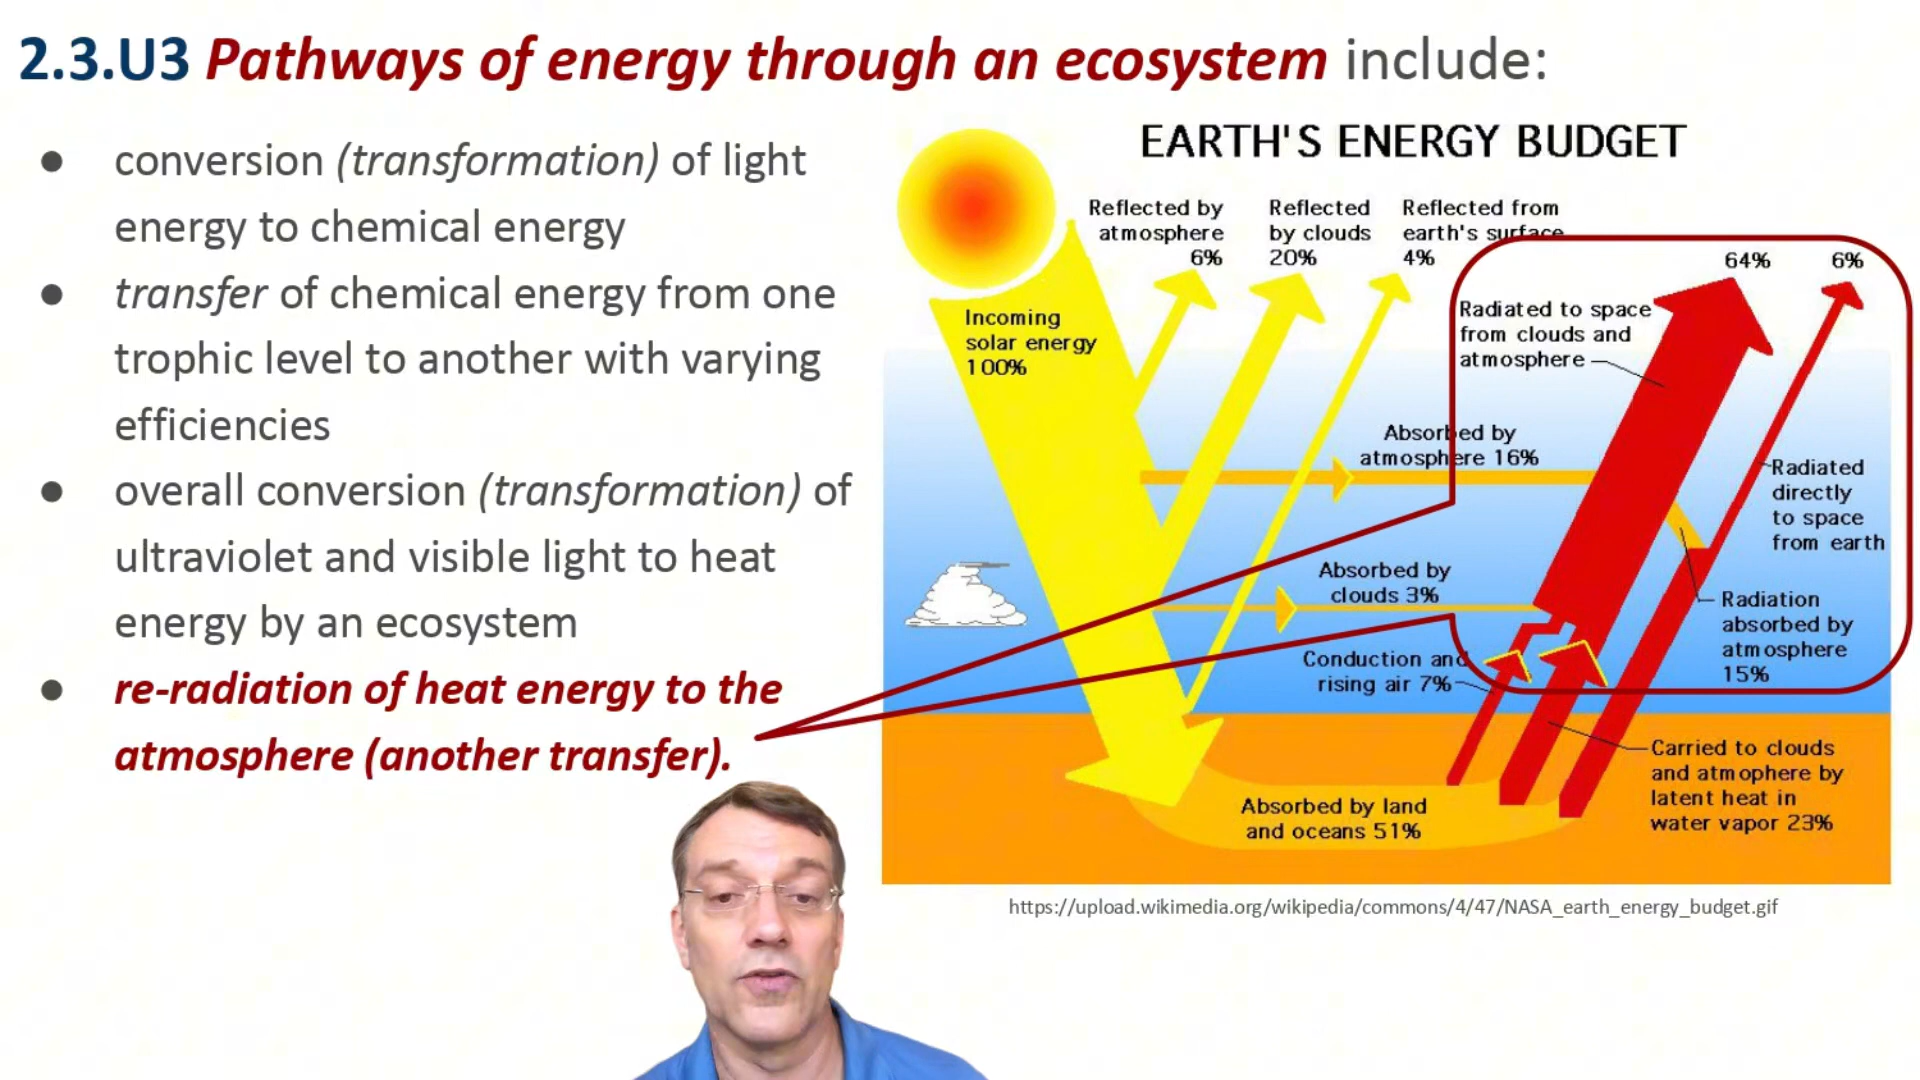 2.3.U3 Pathways of energy through an ecosystem include:
● conversion (transformation) of light
energy to chemical energy
● transfer of chemical energy from one
trophic level to another with varying
efficiencies
● overall conversion (transformation) of
ultraviolet and visible light to heat
energy by an ecosystem
● re-radiation of heat energy to the
atmosphere (another transfer).
EARTH'S ENERGY BUDGET
Reflected by
atmosphere
6%
Reflected
by clouds
20%
Reflected from
earth's surface
4%
64%
6%
Incoming
solar energy
100%
Radiated to space
from clouds and
atmosphere
Absorbed by
atmosphere 16%
Radiated
directly
to space
from earth
Absorbed by
clouds 3%
Radiation
absorbed by
atmosphere
15%
Conduction and
rising air 7%
Carried to clouds
and atmophere by
latent heat in
water vapor 23%
Absorbed by land
and oceans 51%
https://upload.wikimedia.org/wikipedia/commons/4/47/NASA_earth_energy_budget.gif